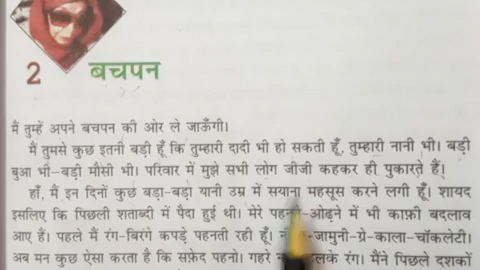 2
बचपन
मैं तुम्हें अपने बचपन की ओर ले जाऊँगी।
मैं तुमसे कुछ इतनी बड़ी हूँ कि तुम्हारी दादी भी हो सकती हूँ, तुम्हारी नानी भी। बड़ी
बुआ भी-बड़ी मौसी भी। परिवार में मुझे सभी लोग जीजी कहकर ही पुकारते हैं।
हाँ, मैं इन दिनों कुछ बड़ा-बड़ा यानी उम्र में सयाना महसूस करने लगी हूँ। शायद
इसलिए कि पिछली शताब्दी में पैदा हुई थी। मेरे पहनने-ओढ़ने में भी काफ़ी बदलाव
आए हैं। पहले मैं रंग-बिरंगे कपड़े पहनती रही हूँ। जामुनी-ग्रे-काला-चॉकलेटी।
अब मन कुछ ऐसा करता है कि सफ़ेद पहनो। गहरे रंग। मैंने पिछले दशकों